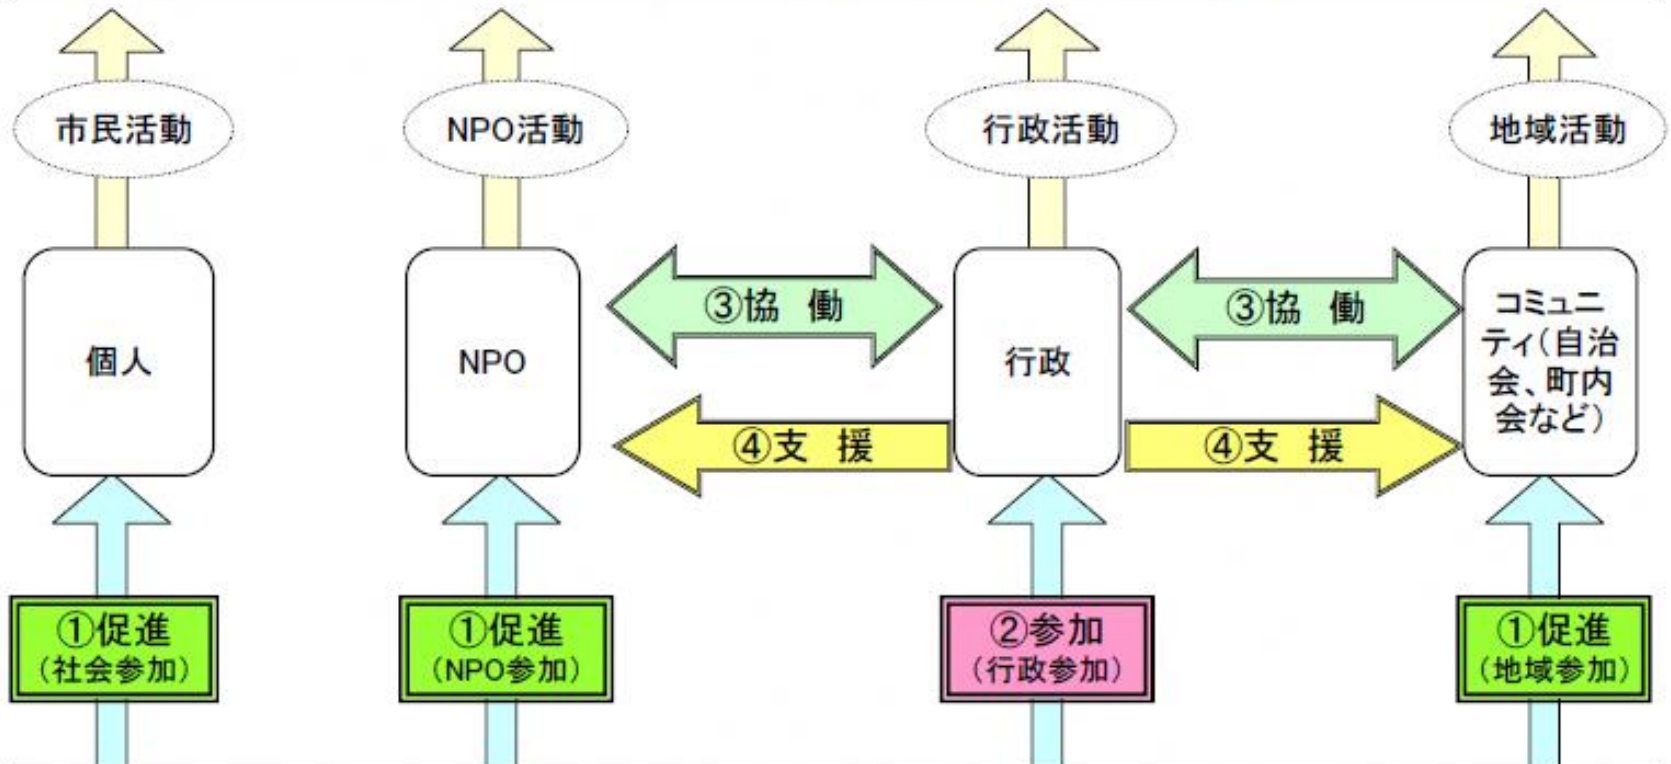 市民活動
NPO活動
行政活動
地域活動
個人
NPO
③協　働
④支　援
行政
③協　働
④支　援
コミュニ
ティ(自治
会、町内
会など)
①促進
(社会参加)
①促進
(NPO参加)
②参加
(行政参加)
①促進
(地域参加)